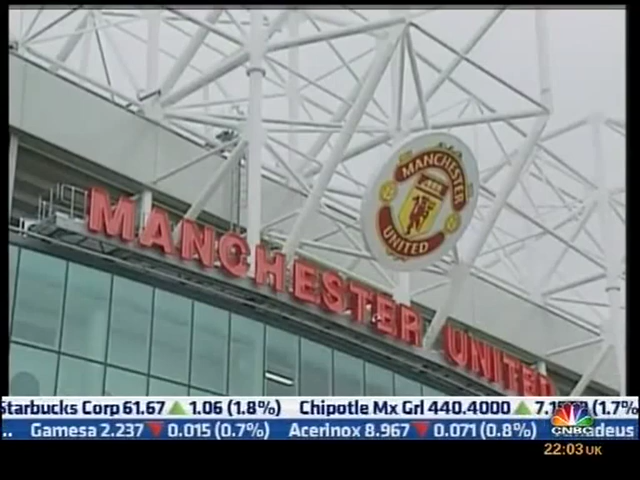 MANCHESTER
UNITED
MANCHESTER UNITED
Starbucks Corp 61.67 1.06 (1.8%) Chipotle Mx Grl 440.4000 (1.7%
.. Gamesa 2.237 0.015 (0.7%) Acerinox 8.967 0.071 (0.8%)
CNBC
22:03 UK